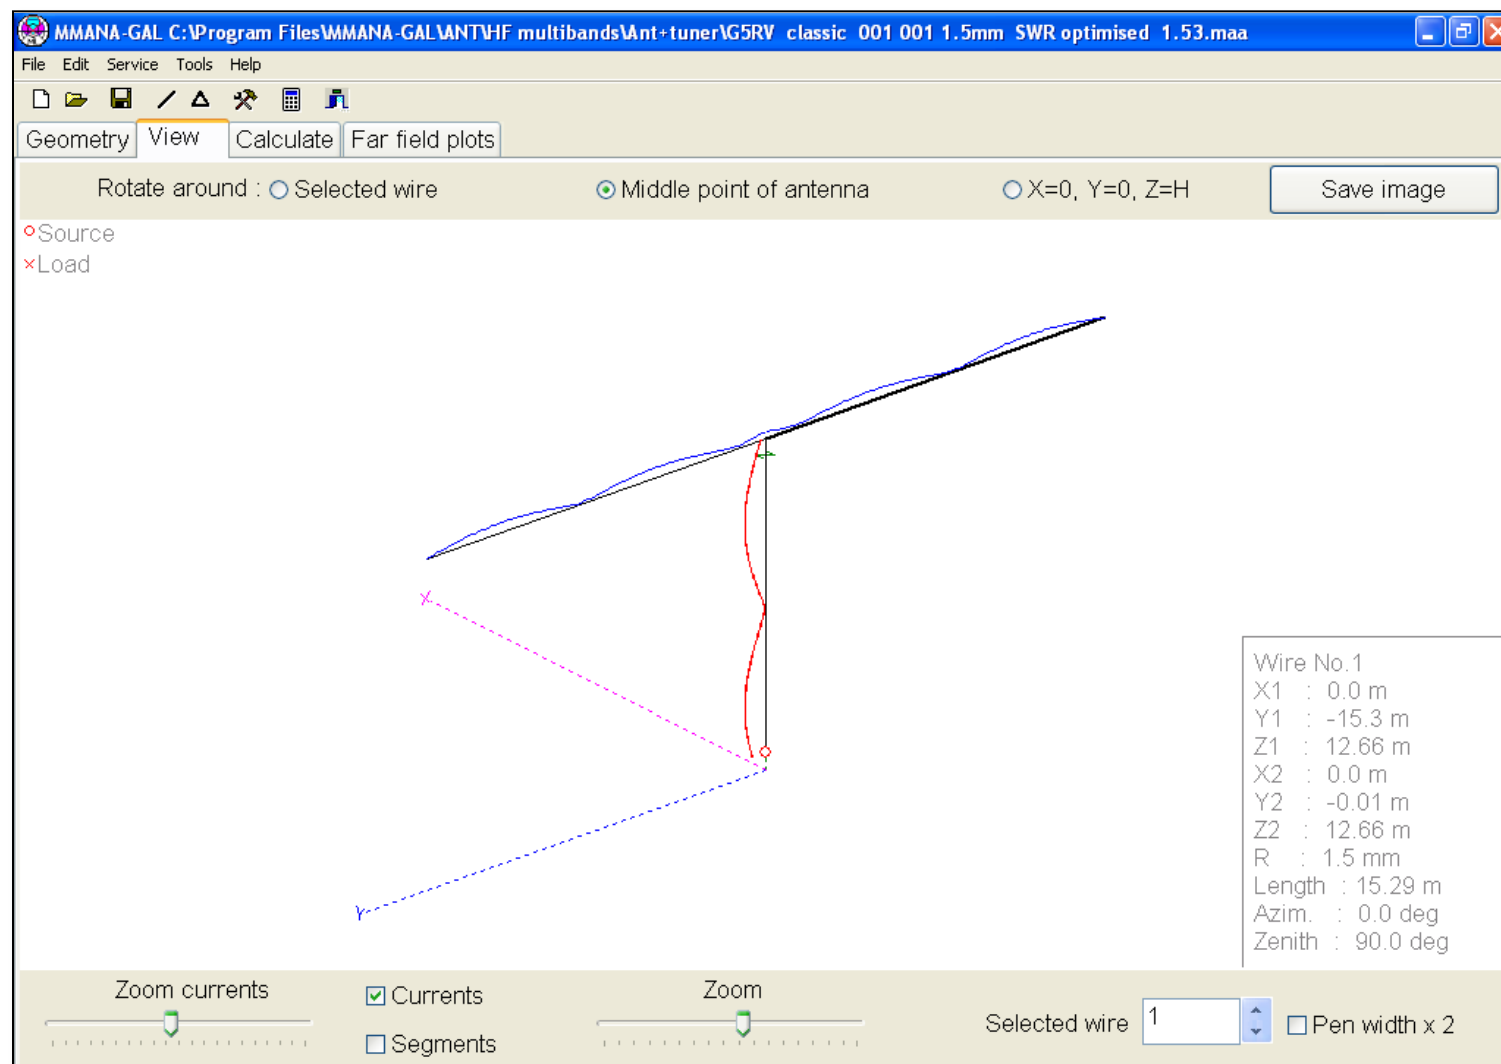 MMANA-GAL C:\Program Files\MMANA-GAL\ANT\HF multibands\Ant+tuner\G5RV classic 001 001 1.5mm SWR optimised 1.53.maa
File Edit Service Tools Help
Geometry View Calculate Far field plots
Rotate around : Selected wire Middle point of antenna X=0, Y=0, Z=H Save image
Source
Load
X
Y
Wire No.1
X1 : 0.0 m
Y1 : -15.3 m
Z1 : 12.66 m
X2 : 0.0 m
Y2 : -0.01 m
Z2 : 12.66 m
R : 1.5 mm
Length : 15.29 m
Azim. : 0.0 deg
Zenith : 90.0 deg
Zoom currents Currents Zoom
Segments Selected wire 1 Pen width x 2